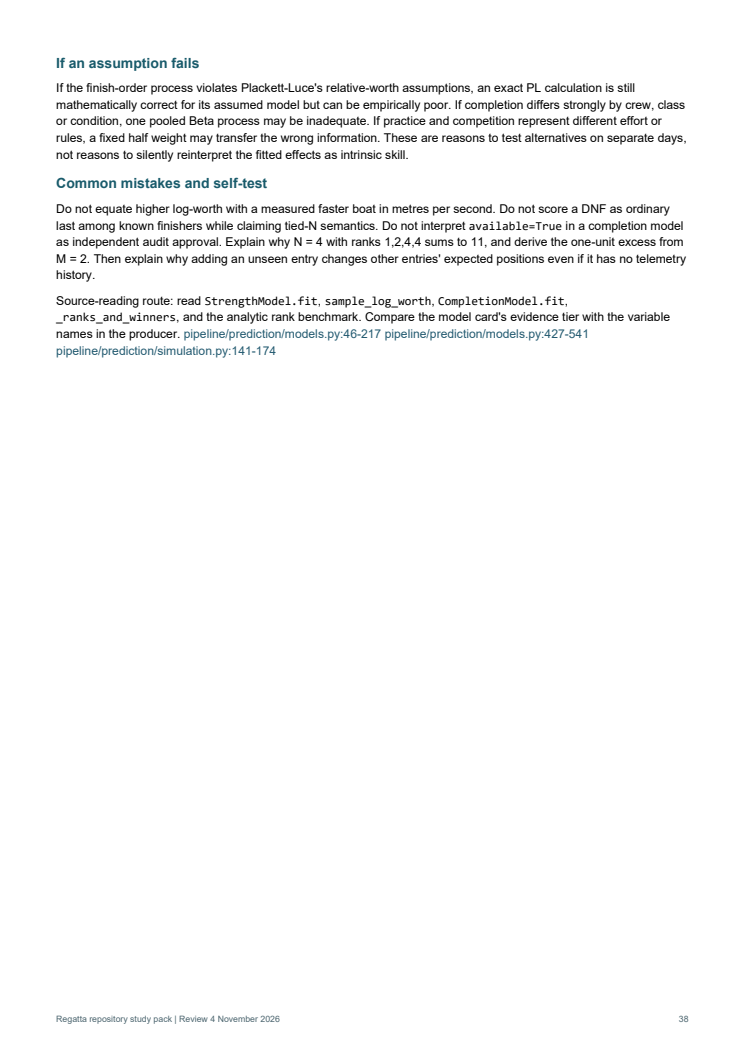 If an assumption fails
If the finish-order process violates Plackett-Luce's relative-worth assumptions, an exact PL calculation is still
mathematically correct for its assumed model but can be empirically poor. If completion differs strongly by crew, class
or condition, one pooled Beta process may be inadequate. If practice and competition represent different effort or
rules, a fixed half weight may transfer the wrong information. These are reasons to test alternatives on separate days,
not reasons to silently reinterpret the fitted effects as intrinsic skill.
Common mistakes and self-test
Do not equate higher log-worth with a measured faster boat in metres per second. Do not score a DNF as ordinary
last among known finishers while claiming tied-N semantics. Do not interpret available=True in a completion model
as independent audit approval. Explain why N = 4 with ranks 1,2,4,4 sums to 11, and derive the one-unit excess from
M = 2. Then explain why adding an unseen entry changes other entries' expected positions even if it has no telemetry
history.
Source-reading route: read StrengthModel.fit, sample_log_worth, CompletionModel.fit,
_ranks_and_winners, and the analytic rank benchmark. Compare the model card's evidence tier with the variable
names in the producer. pipeline/prediction/models.py:46-217 pipeline/prediction/models.py:427-541
pipeline/prediction/simulation.py:141-174
Regatta repository study pack | Review 4 November 2026
38